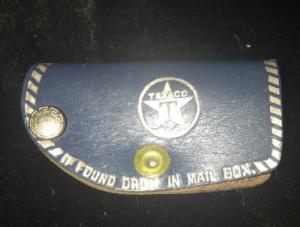 TEXACO
T
IF FOUND DROP IN MAIL BOX.